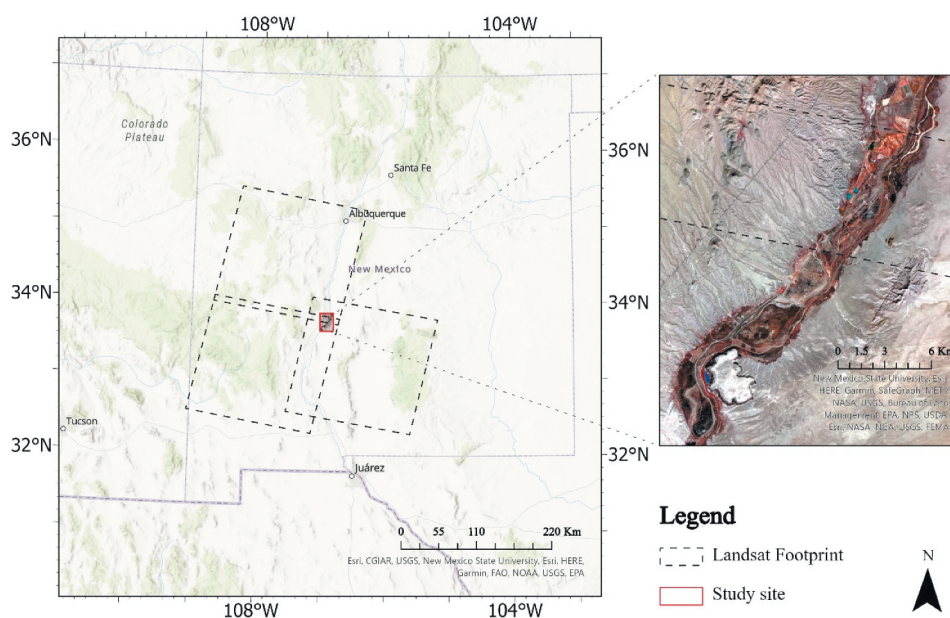 108°W
104°W
36°N
34°N
32°N
Colorado
Plateau
Santa Fe
Albuquerque
New Mexico
Tucson
Juárez
0 55 110 220 Km
Esri, CGIAR, USGS, New Mexico State University, Esri, HERE,
Garmin, FAO, NOAA, USGS, EPA
36°N
34°N
32°N
108°W
104°W
0 1.5 3 6 Km
New Mexico State University, Esri
HERE, Garmin, SafeGraph, MET
NASA, USGS, Bureau of
Management, EPA, NPS, USDA
Esri, NASA, NGA, USGS, FEMA
Legend
Landsat Footprint
Study site
N